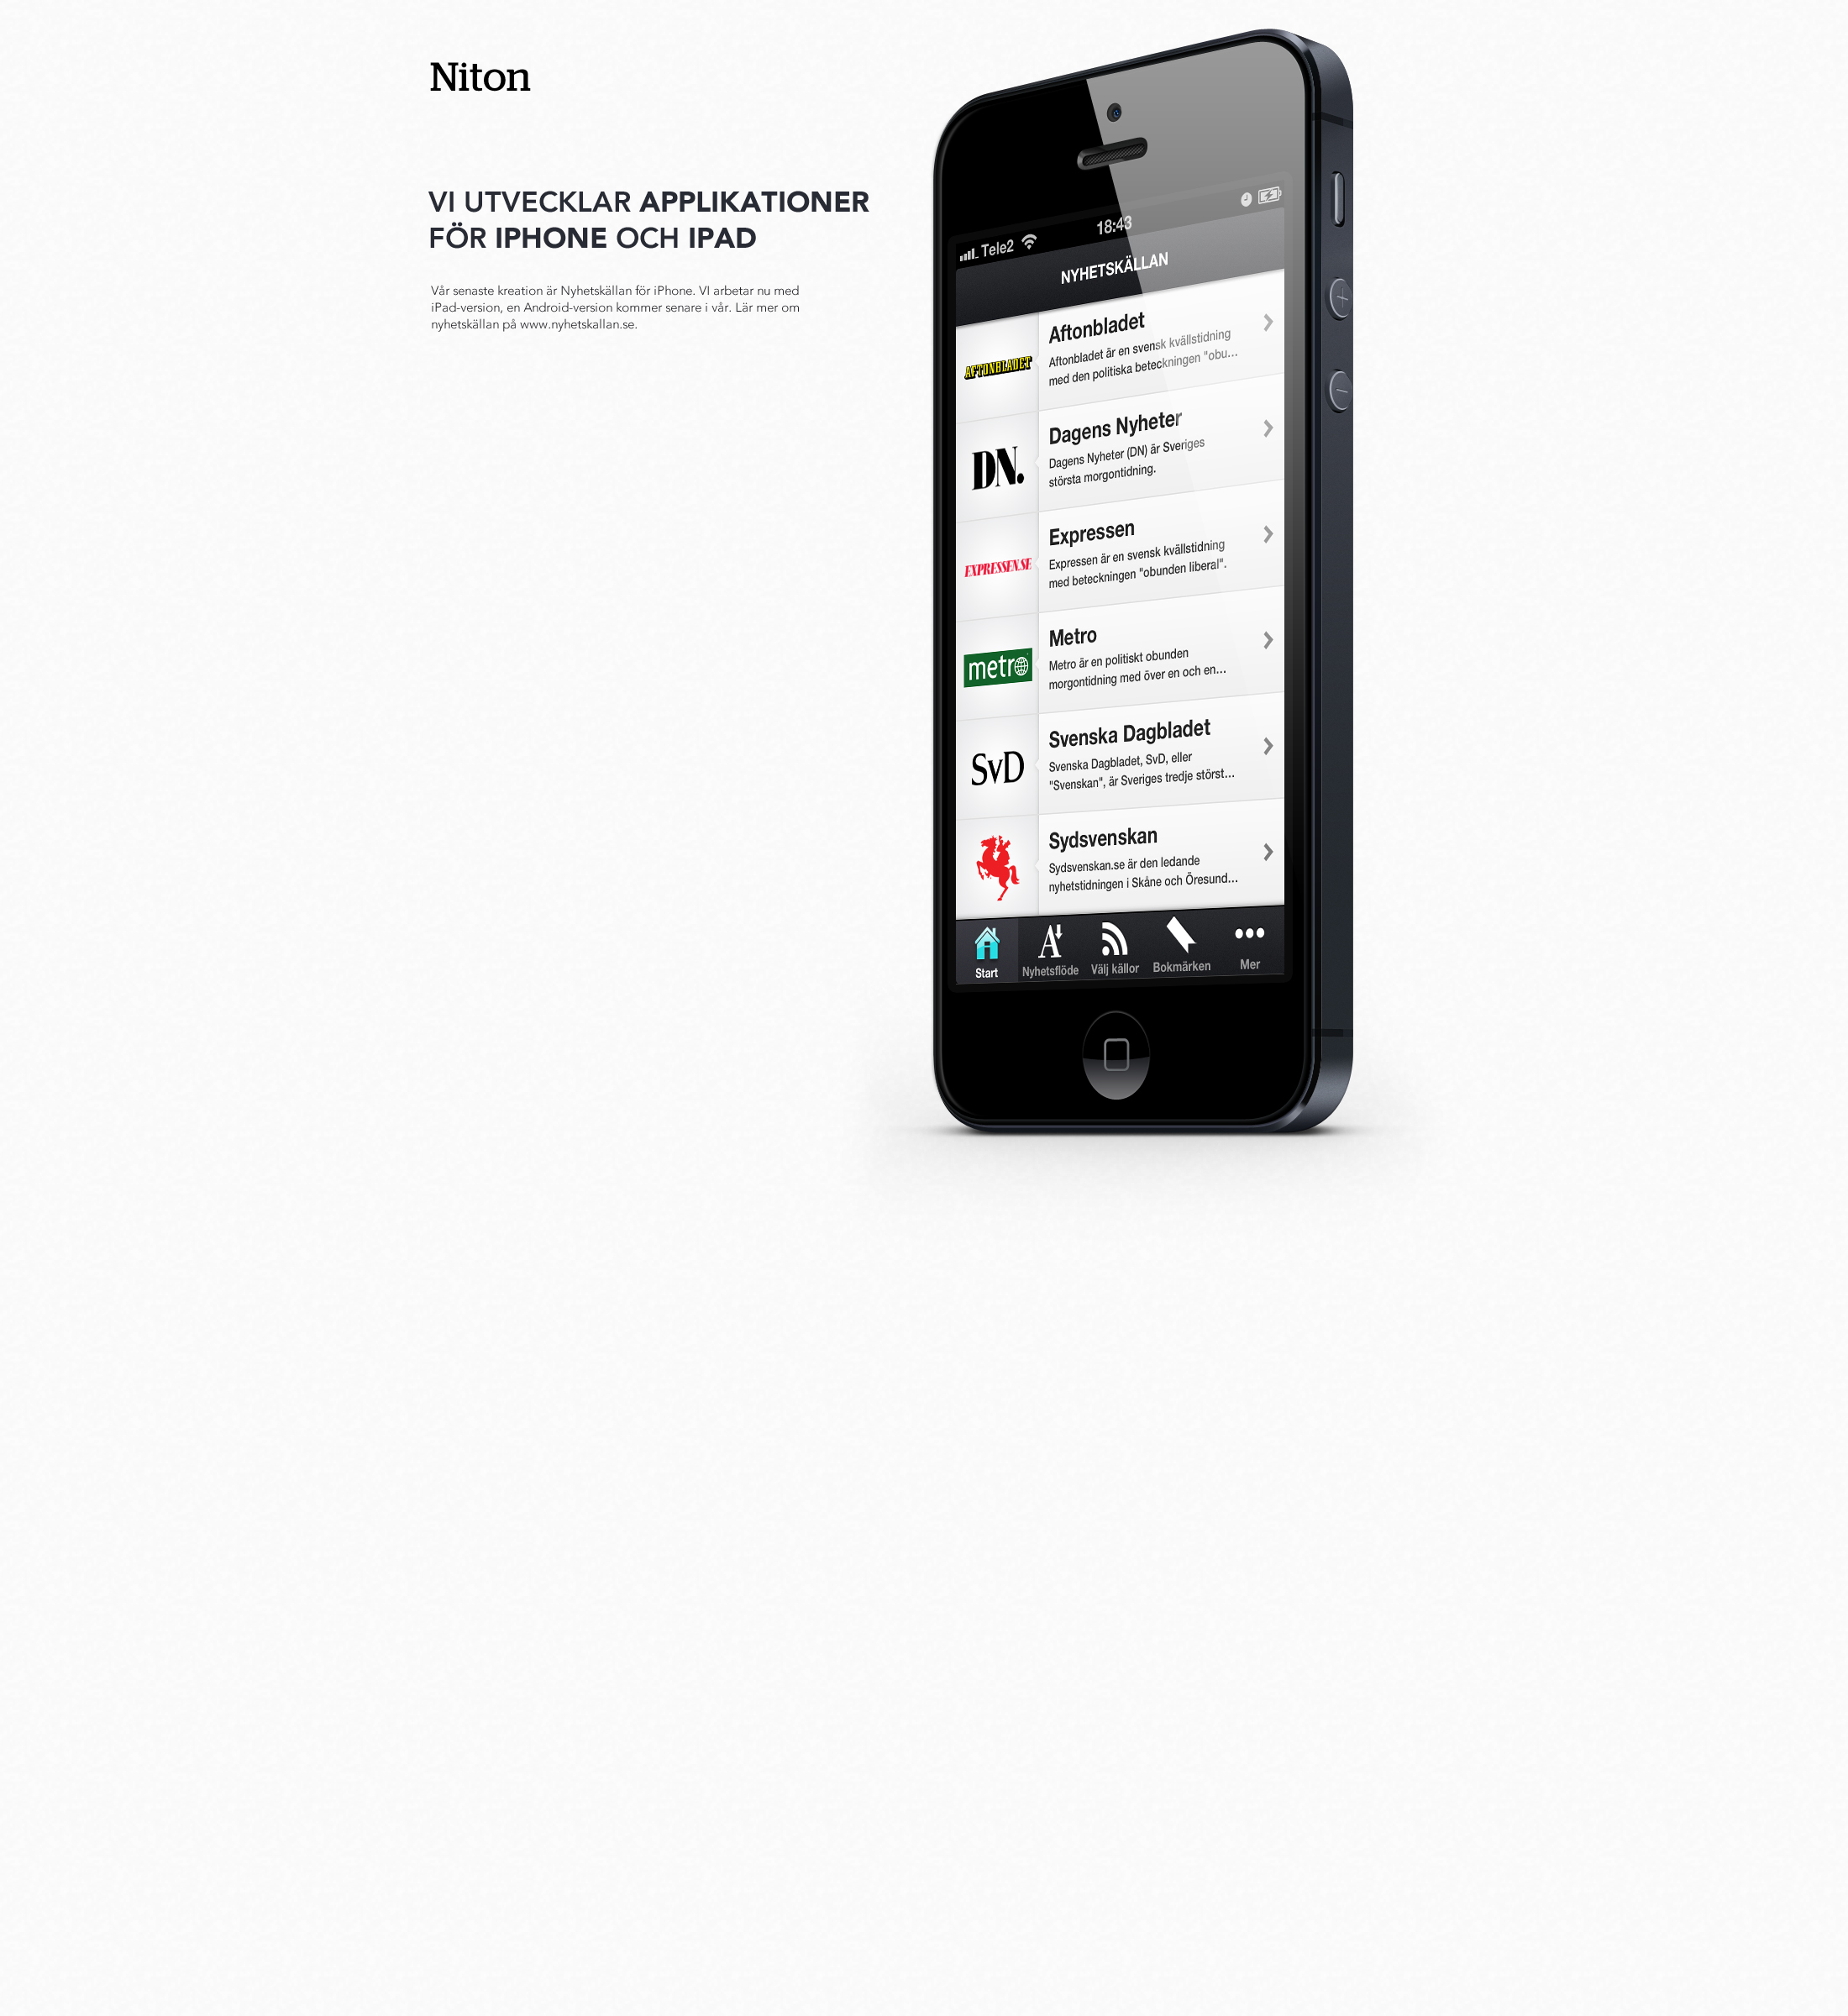 Niton
VI UTVECKLAR APPLIKATIONER
FÖR IPHONE OCH IPAD
Vår senaste kreation är Nyhetskällan för iPhone. VI arbetar nu med
iPad-version, en Android-version kommer senare i vår. Lär mer om
nyhetskällan på www.nyhetskallan.se.
Tele2 18:43
NYHETSKÄLLAN
AFTONBLADET
Aftonbladet
Aftonbladet är en svensk kvällstidning
med den politiska beteckningen "obu...
DN.
Dagens Nyheter
Dagens Nyheter (DN) är Sveriges
största morgontidning.
EXPRESSEN.SE
Expressen
Expressen är en svensk kvällstidning
med beteckningen "obunden liberal".
metro
Metro
Metro är en politiskt obunden
morgontidning med över en och en...
SvD
Svenska Dagbladet
Svenska Dagbladet, SvD, eller
"Svenskan", är Sveriges tredje störst...
Sydsvenskan
Sydsvenskan.se är den ledande
nyhetstidningen i Skåne och Öresund...
Start Nyhetsflöde Välj källor Bokmärken Mer